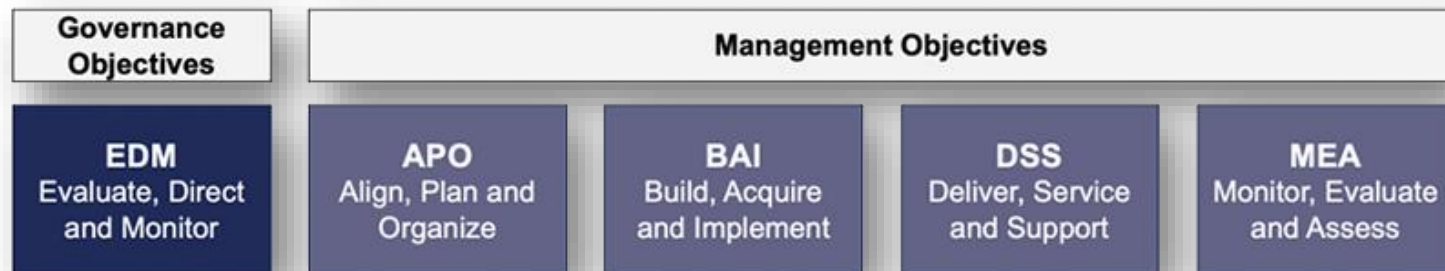 Governance
Objectives
Management Objectives
EDM
Evaluate, Direct
and Monitor
APO
Align, Plan and
Organize
BAI
Build, Acquire
and Implement
DSS
Deliver, Service
and Support
MEA
Monitor, Evaluate
and Assess